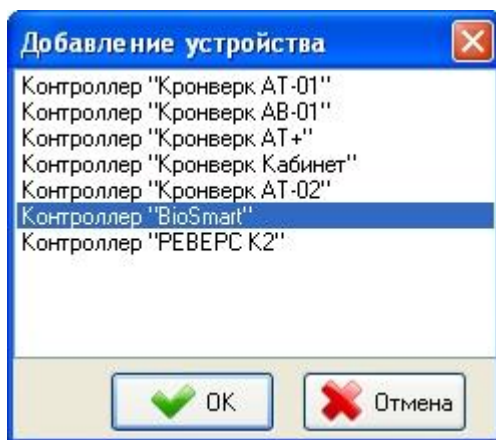 Добавление устройства
Контроллер "Кронверк АТ-01"
Контроллер "Кронверк АВ-01"
Контроллер "Кронверк АТ+"
Контроллер "Кронверк Кабинет"
Контроллер "Кронверк АТ-02"
Контроллер "BioSmart"
Контроллер "РЕВЕРС К2"
OK
Отмена